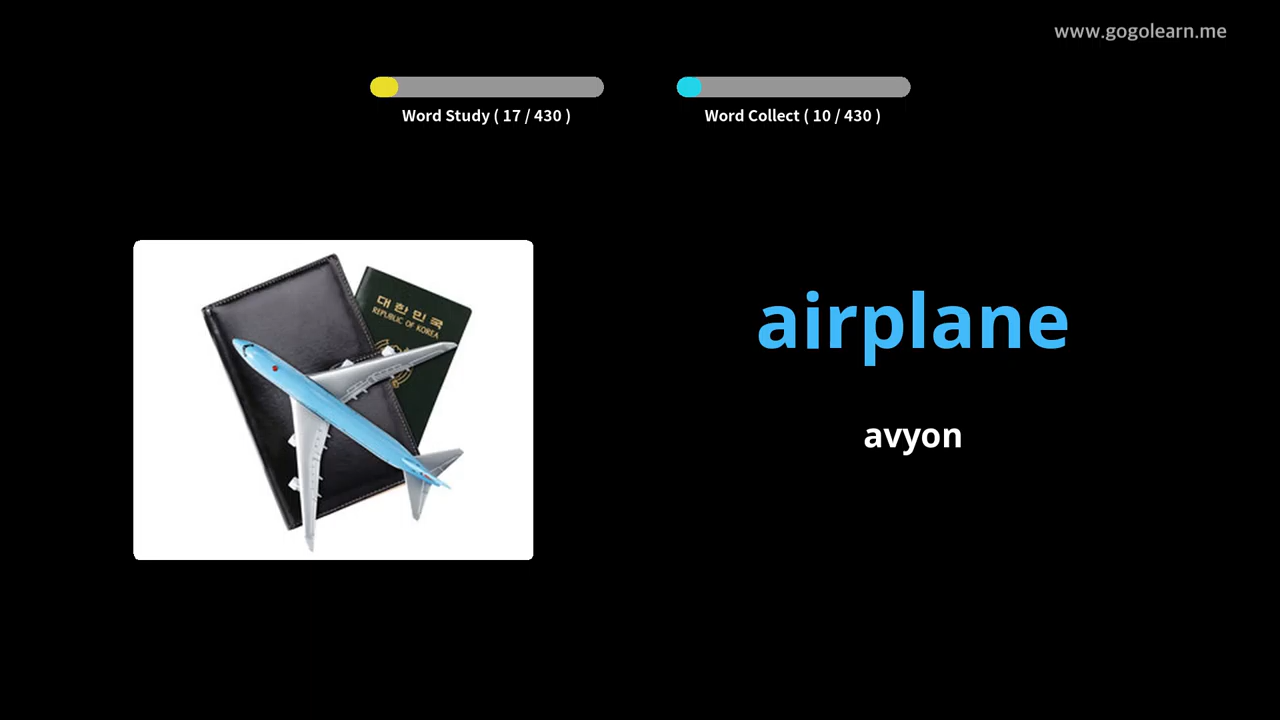 www.gogolearn.me
Word Study ( 17 / 430 )
Word Collect ( 10 / 430 )
대한민국
REPUBLIC OF KOREA
airplane
avyon